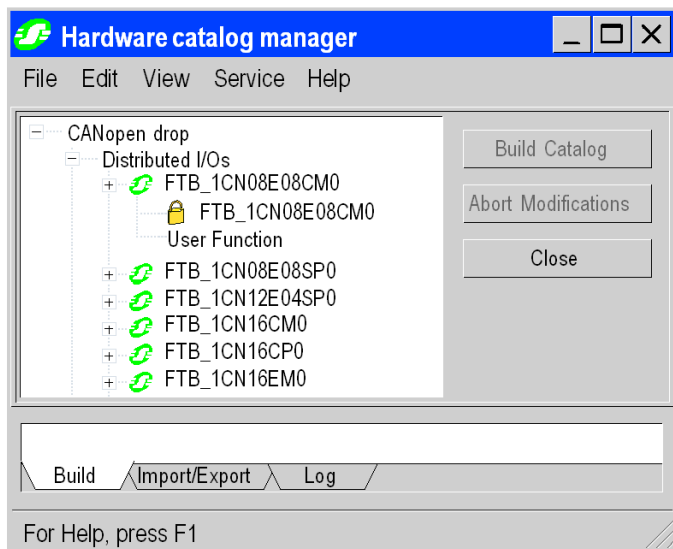 Hardware catalog manager
File Edit View Service Help
CANopen drop
Distributed I/Os
FTB_1CN08E08CM0
FTB_1CN08E08CM0
User Function
FTB_1CN08E08SP0
FTB_1CN12E04SP0
FTB_1CN16CM0
FTB_1CN16CP0
FTB_1CN16EM0
Build Catalog
Abort Modifications
Close
Build Import/Export Log
For Help, press F1